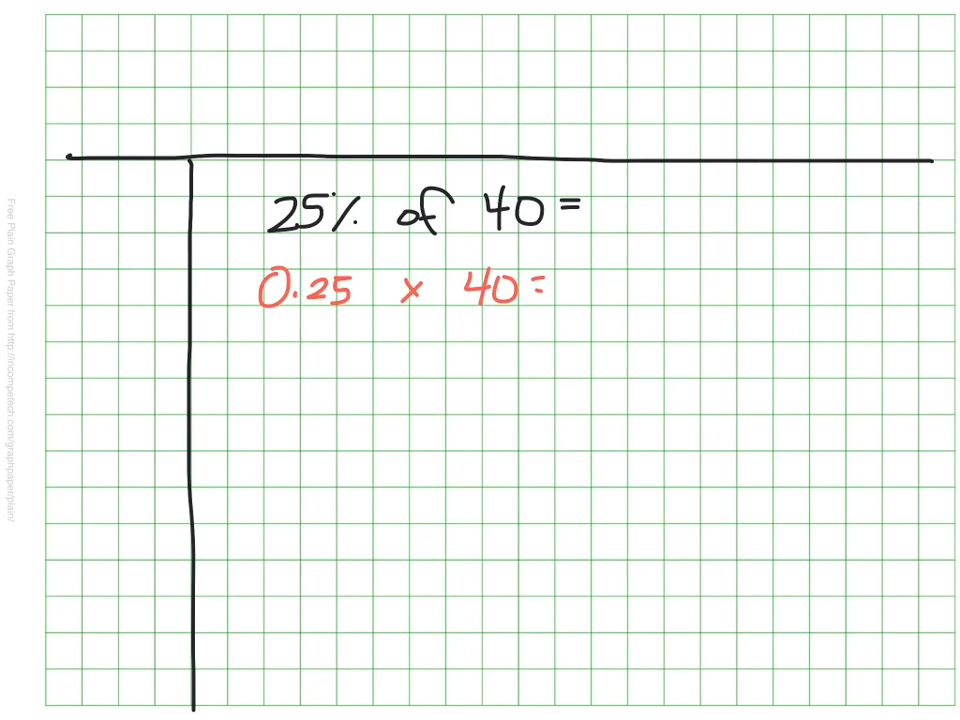 25% of 40 =
0.25 x 40 =
Free Plain Graph Paper from http://incompetech.com/graphpaper/plain/